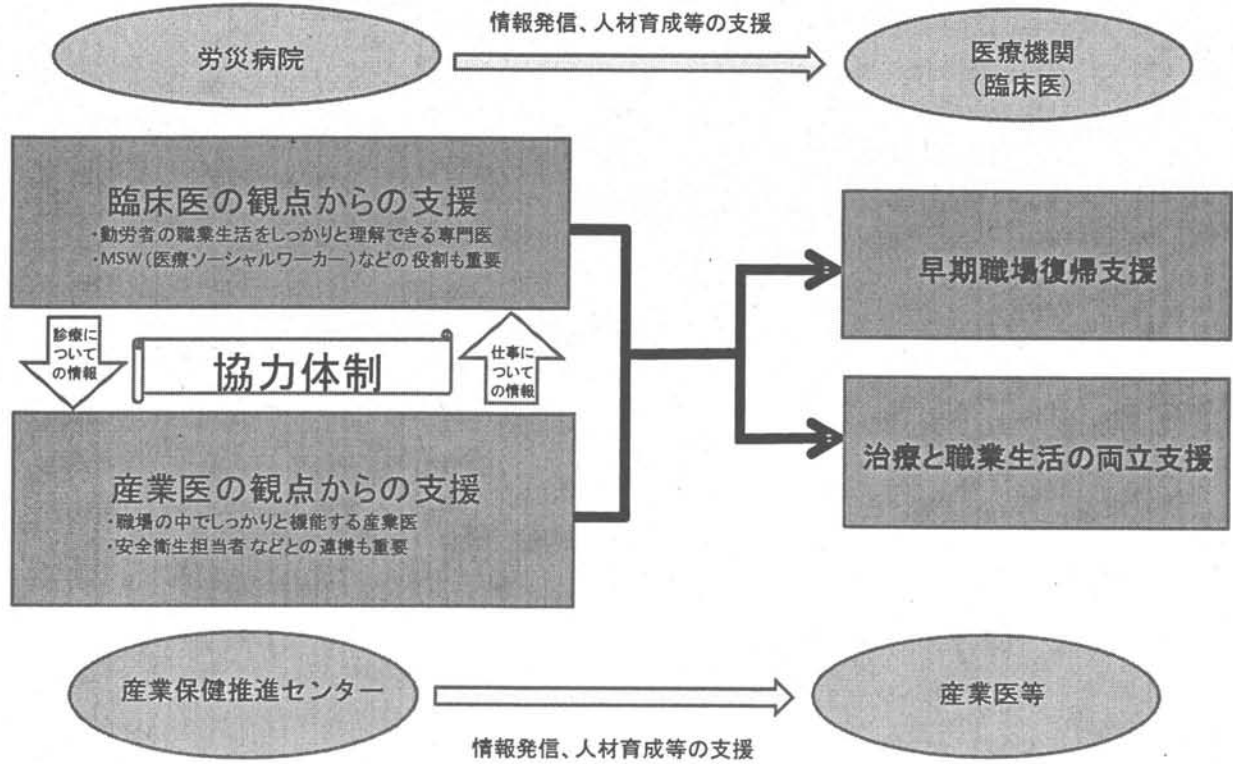 情報発信、人材育成等の支援
労災病院
医療機関
(臨床医)
臨床医の観点からの支援
・勤労者の職業生活をしっかりと理解できる専門医
・MSW(医療ソーシャルワーカー)などの役割も重要
早期職場復帰支援
診療に
ついて
の情報
協力体制
仕事に
ついて
の情報
治療と職業生活の両立支援
産業医の観点からの支援
・職場の中でしっかりと機能する産業医
・安全衛生担当者などとの連携も重要
産業保健推進センター
産業医等
情報発信、人材育成等の支援